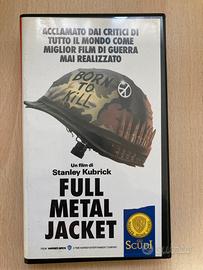 ACCLAMATO DAI CRITICI DI
TUTTO IL MONDO COME
MIGLIOR FILM DI GUERRA
MAI REALIZZATO
BORN TO
KILL
Un film di
Stanley Kubrick
FULL
METAL
JACKET
Scudi